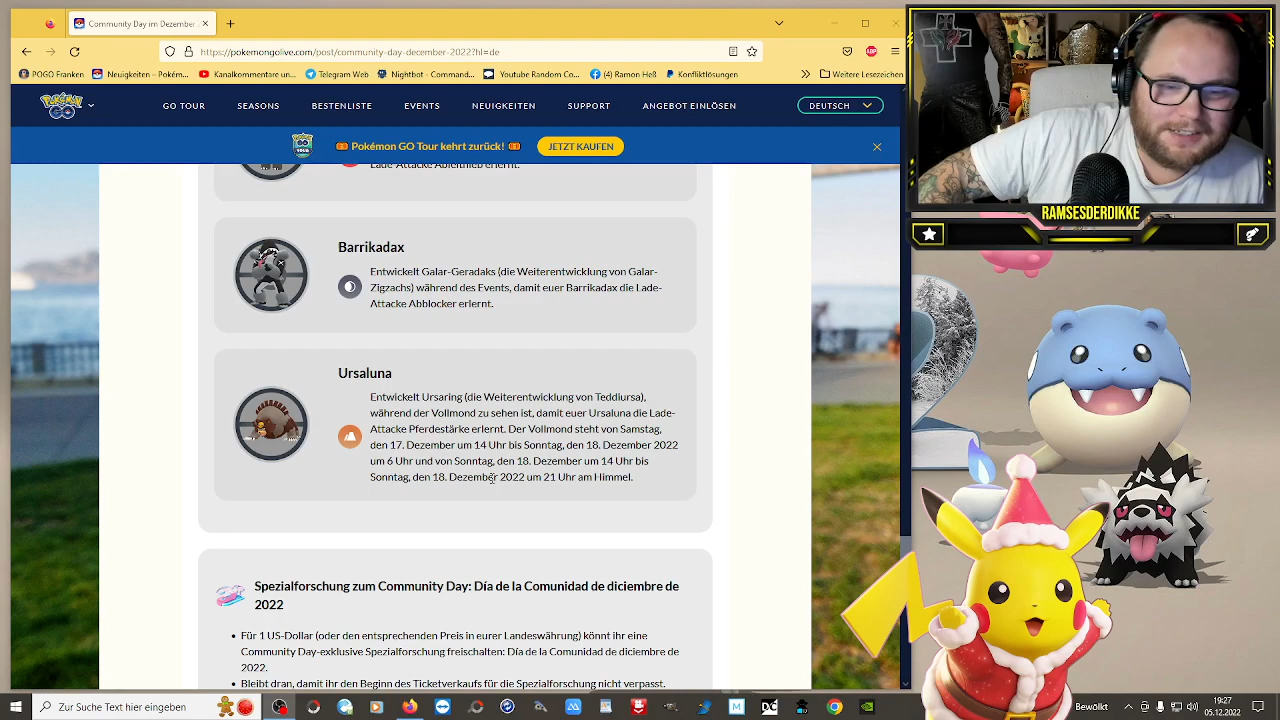 Community Day im Dezember
https://pokemongolive.com/post/community-day-december-2022?hl=de
POGO Franken
Neuigkeiten – Pokém...
Kanalkommentare un...
Telegram Web
Nightbot - Command...
Youtube Random Co...
(4) Ramon Heß
Konfliktlösungen
Weitere Lesezeichen
POKÉMON GO
GO TOUR
SEASONS
BESTENLISTE
EVENTS
NEUIGKEITEN
SUPPORT
ANGEBOT EINLÖSEN
DEUTSCH
Pokémon GO Tour kehrt zurück!
JETZT KAUFEN
RAMSESDERDIKKE
Lade-Attacke Ableithieb erlernt.
Barrikadax
Entwickelt Galar-Geradaks (die Weiterentwicklung von Galar-
Zigzachs) während des Events, damit euer Barrikadax die Lade-
Attacke Abblocker erlernt.
Ursaluna
Entwickelt Ursaring (die Weiterentwicklung von Teddiursa),
während der Vollmond zu sehen ist, damit euer Ursaluna die Lade-
Attacke Pferdestärke erlernt. Der Vollmond steht von Samstag,
den 17. Dezember um 14 Uhr bis Sonntag, den 18. Dezember 2022
um 6 Uhr und von Sonntag, den 18. Dezember um 14 Uhr bis
Sonntag, den 18. Dezember 2022 um 21 Uhr am Himmel.
Spezialforschung zum Community Day: Día de la Comunidad de diciembre de
2022
Für 1 US-Dollar (oder den entsprechenden Preis in eurer Landeswährung) könnt ihr eine
Community Day-exklusive Spezialforschung freischalten: Día de la Comunidad de diciembre de
2022.
Bleibt dran, damit ihr den Beginn des Ticketverkaufs für die Spezialforschung nicht verpasst.
Zur Suche Text hier eingeben
Bewölkt
19:27
05.12.2022